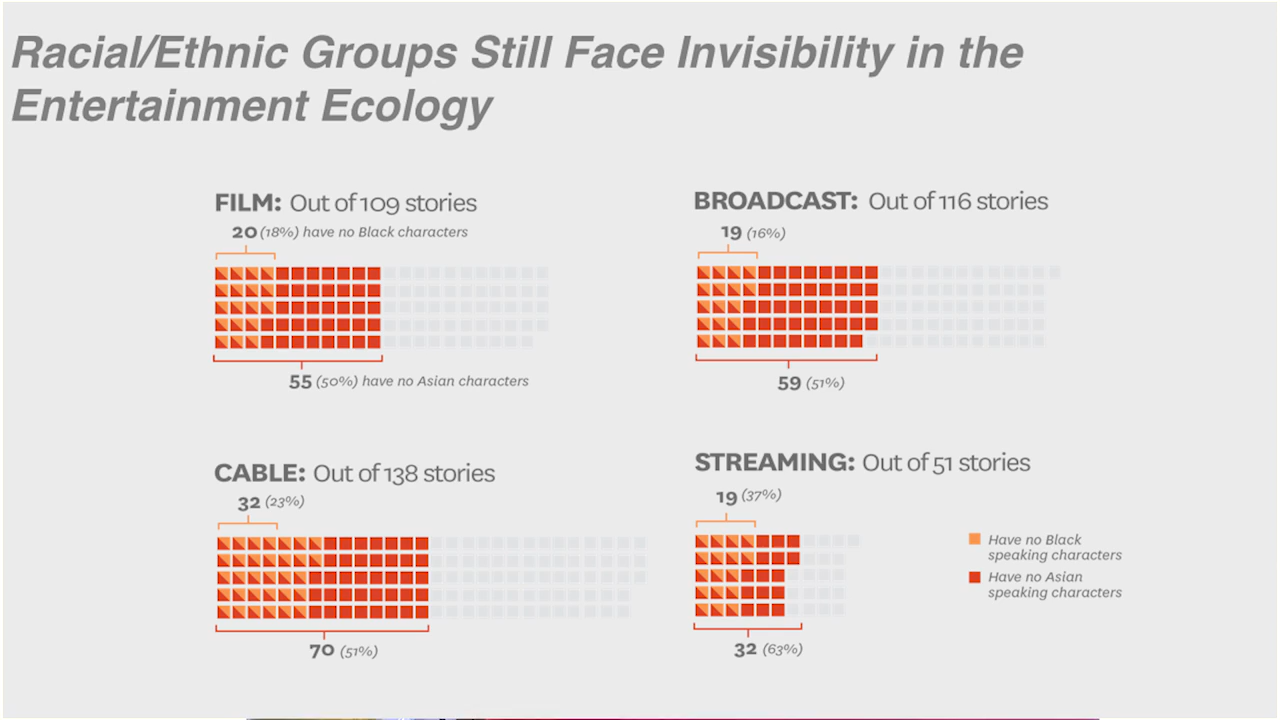 Racial/Ethnic Groups Still Face Invisibility in the
Entertainment Ecology
FILM: Out of 109 stories
20 (18%) have no Black characters
55 (50%) have no Asian characters
BROADCAST: Out of 116 stories
19 (16%)
59 (51%)
CABLE: Out of 138 stories
32 (23%)
70 (51%)
STREAMING: Out of 51 stories
19 (37%)
32 (63%)
Have no Black
speaking characters
Have no Asian
speaking characters